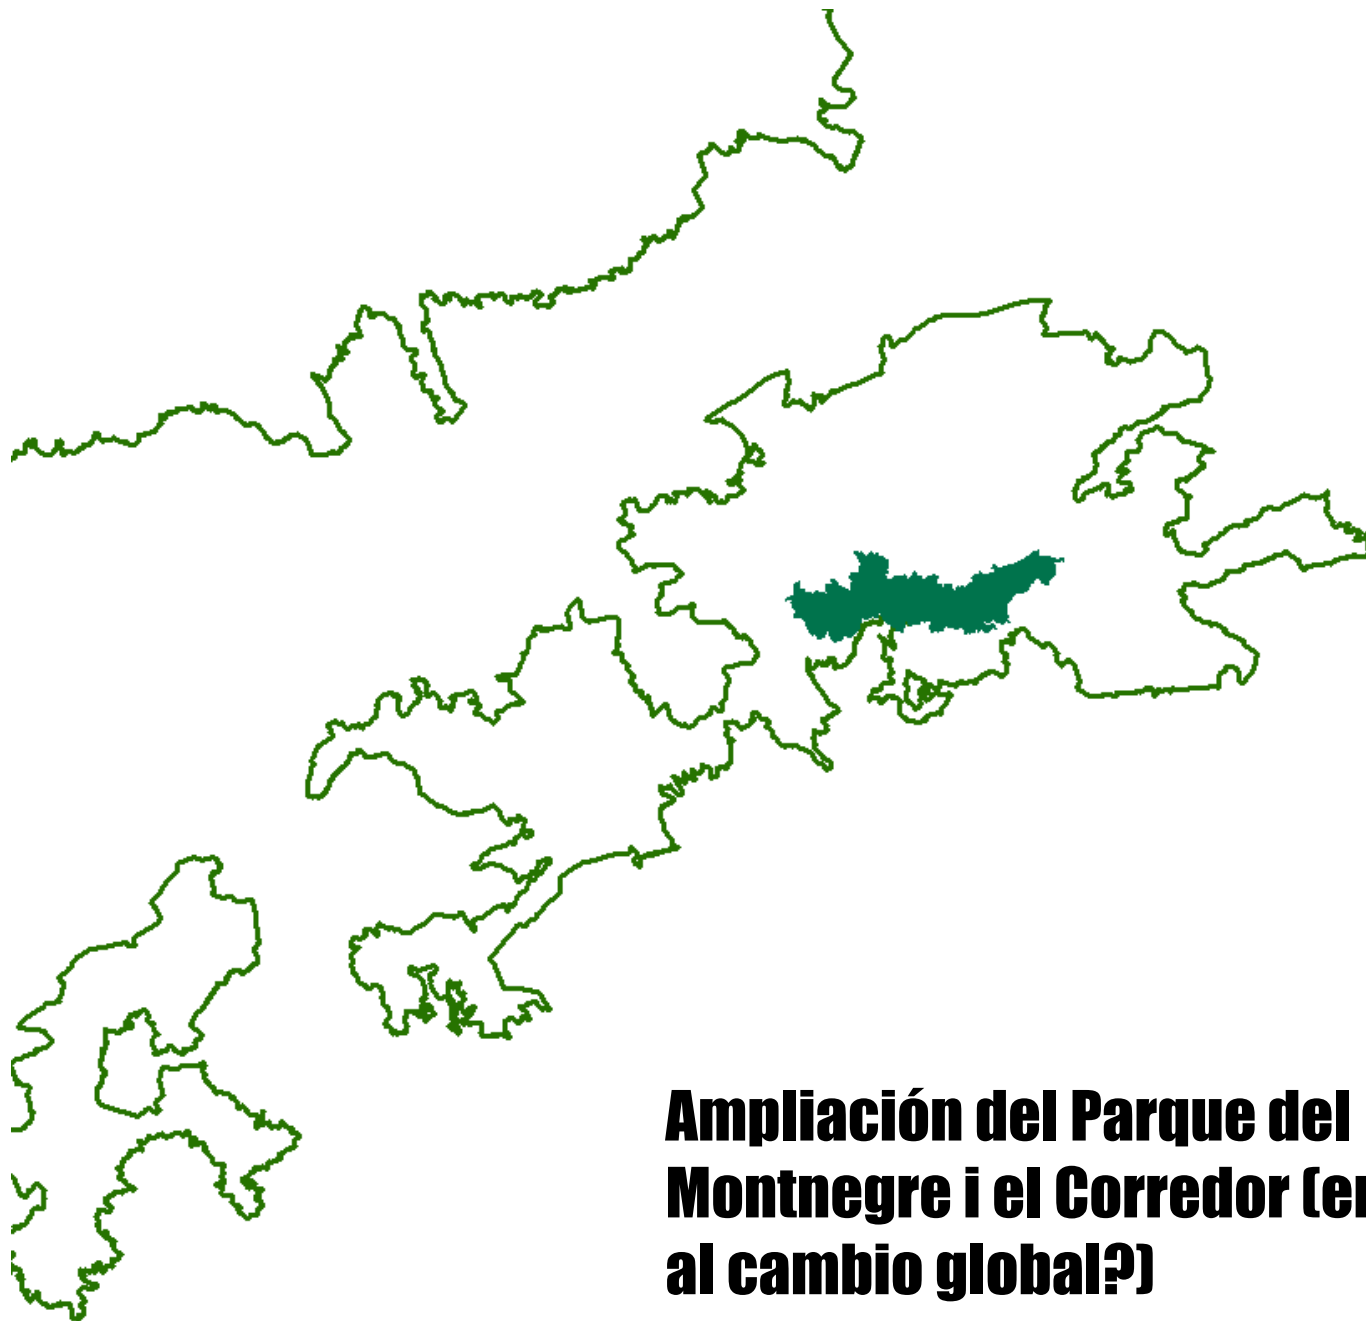 Ampliación del Parque del
Montnegre i el Corredor
al cambio global?)